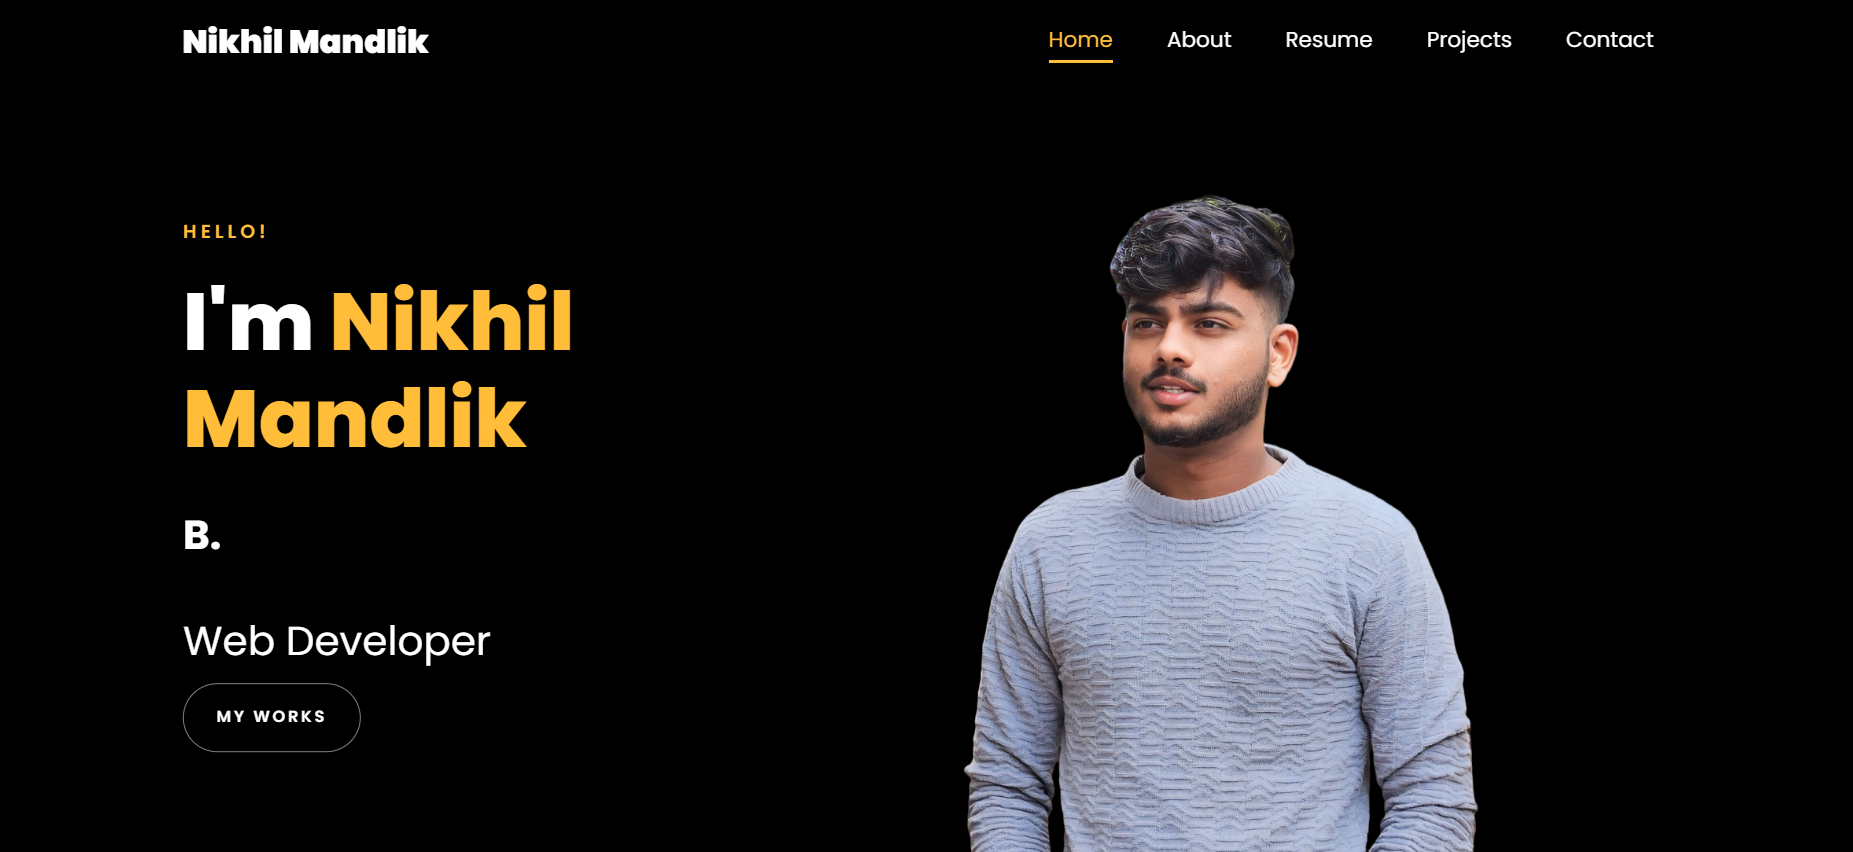 Nikhil Mandlik
Home About Resume Projects Contact
HELLO!
I'm Nikhil
Mandlik
B.
Web Developer
MY WORKS